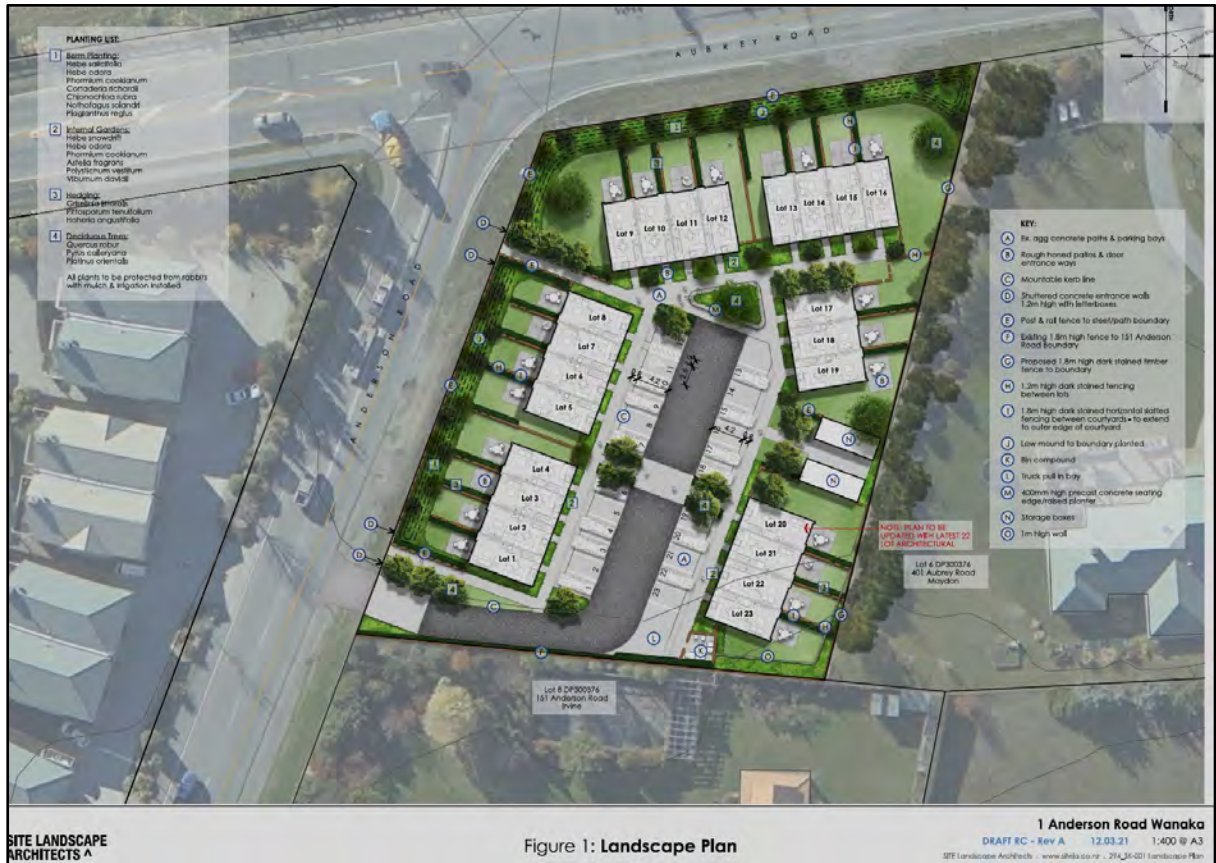 PLANTING LIST:
1 Berm Planting:
Hebe salicifolia
Hebe odora
Phormium cookianum
Cortaderia richardii
Chionochloa rubra
Nothofagus solandri
Plagianthus regius
2 Internal Gardens:
Hebe snowdrift
Hebe odora
Phormium cookianum
Astelia fragrans
Polystichum vestitum
Viburnum davidii
3 Hedging:
Griselinia littoralis
Pittosporum tenuifolium
Hoheria angustifolia
4 Deciduous Trees:
Quercus robur
Pyrus calleryana
Platinus orientalis
All plants to be protected from rabbits
with mulch & irrigation installed
AUBREY ROAD
ANDERSON ROAD
Lot 9
Lot 10
Lot 11
Lot 12
Lot 13
Lot 14
Lot 15
Lot 16
Lot 8
Lot 7
Lot 6
Lot 5
Lot 17
Lot 18
Lot 19
Lot 4
Lot 3
Lot 2
Lot 1
Lot 20
Lot 21
Lot 22
Lot 23
NOTE: PLAN TO BE
UPDATED WITH LATEST 22
LOT ARCHITECTURAL
Lot 6 DP300376
401 Aubrey Road
Maydon
Lot 8 DP300376
151 Anderson Road
Irvine
KEY:
A Ex. agg concrete paths & parking bays
B Rough honed patios & door
entrance ways
C Mountable kerb line
D Shuttered concrete entrance walls
1.2m high with letterboxes
E Post & rail fence to street/path boundary
F Existing 1.8m high fence to 151 Anderson
Road Boundary
G Proposed 1.8m high dark stained timber
fence to boundary
H 1.2m high dark stained fencing
between lots
I 1.8m high dark stained horizontal slatted
fencing between courtyards - to extend
to outer edge of courtyard
J Low mound to boundary planted
K Bin compound
L Truck pull in bay
M 400mm high precast concrete seating
edge/raised planter
N Storage boxes
O 1m high wall
SITE LANDSCAPE
ARCHITECTS ^
Figure 1: Landscape Plan
1 Anderson Road Wanaka
DRAFT RC - Rev A 12.03.21 1:400 @ A3